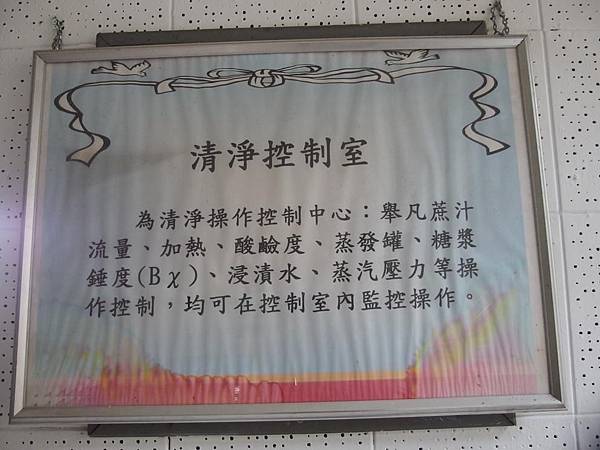 清淨控制室
為清淨操作控制中心：舉凡蔗汁
流量、加熱、酸鹼度、蒸發罐、糖漿
錘度(Bχ)、浸漬水、蒸汽壓力等操
作控制，均可在控制室內監控操作。